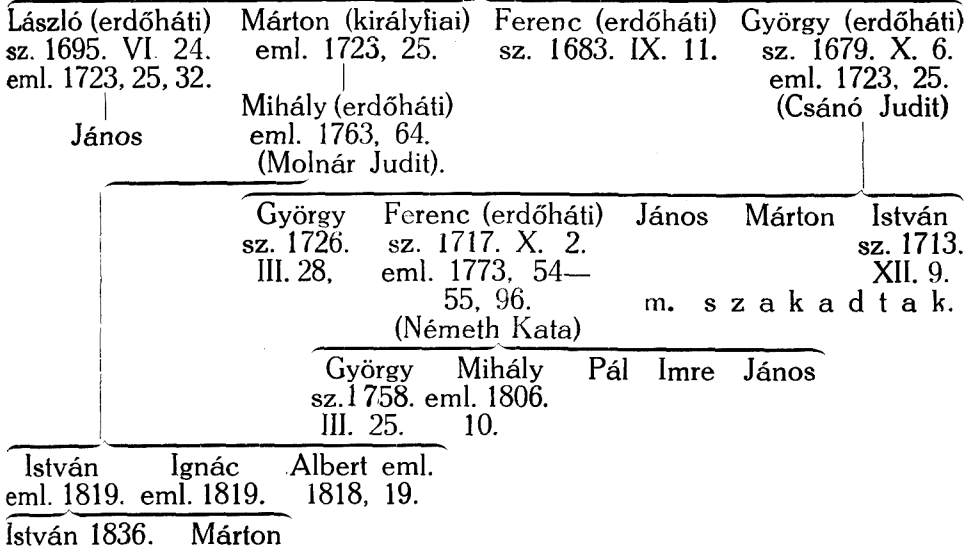 László (erdőháti) Márton (királyfiai) Ferenc (erdőháti) György (erdőháti)
sz. 1695. VI. 24. eml. 1723, 25. sz. 1683. IX. 11. sz. 1679. X. 6.
eml. 1723, 25, 32. eml. 1723, 25.
Mihály (erdőháti) (Csánó Judit)
János eml. 1763, 64.
(Molnár Judit).
György Ferenc (erdőháti) János Márton István
sz. 1726. sz. 1717. X. 2. sz. 1713.
III. 28, eml. 1773, 54— XII. 9.
55, 96. m. szakadtak.
(Németh Kata)
György Mihály Pál Imre János
sz. 1758. eml. 1806.
III. 25. 10.
István Ignác Albert eml.
eml. 1819. eml. 1819. 1818, 19.
István 1836. Márton